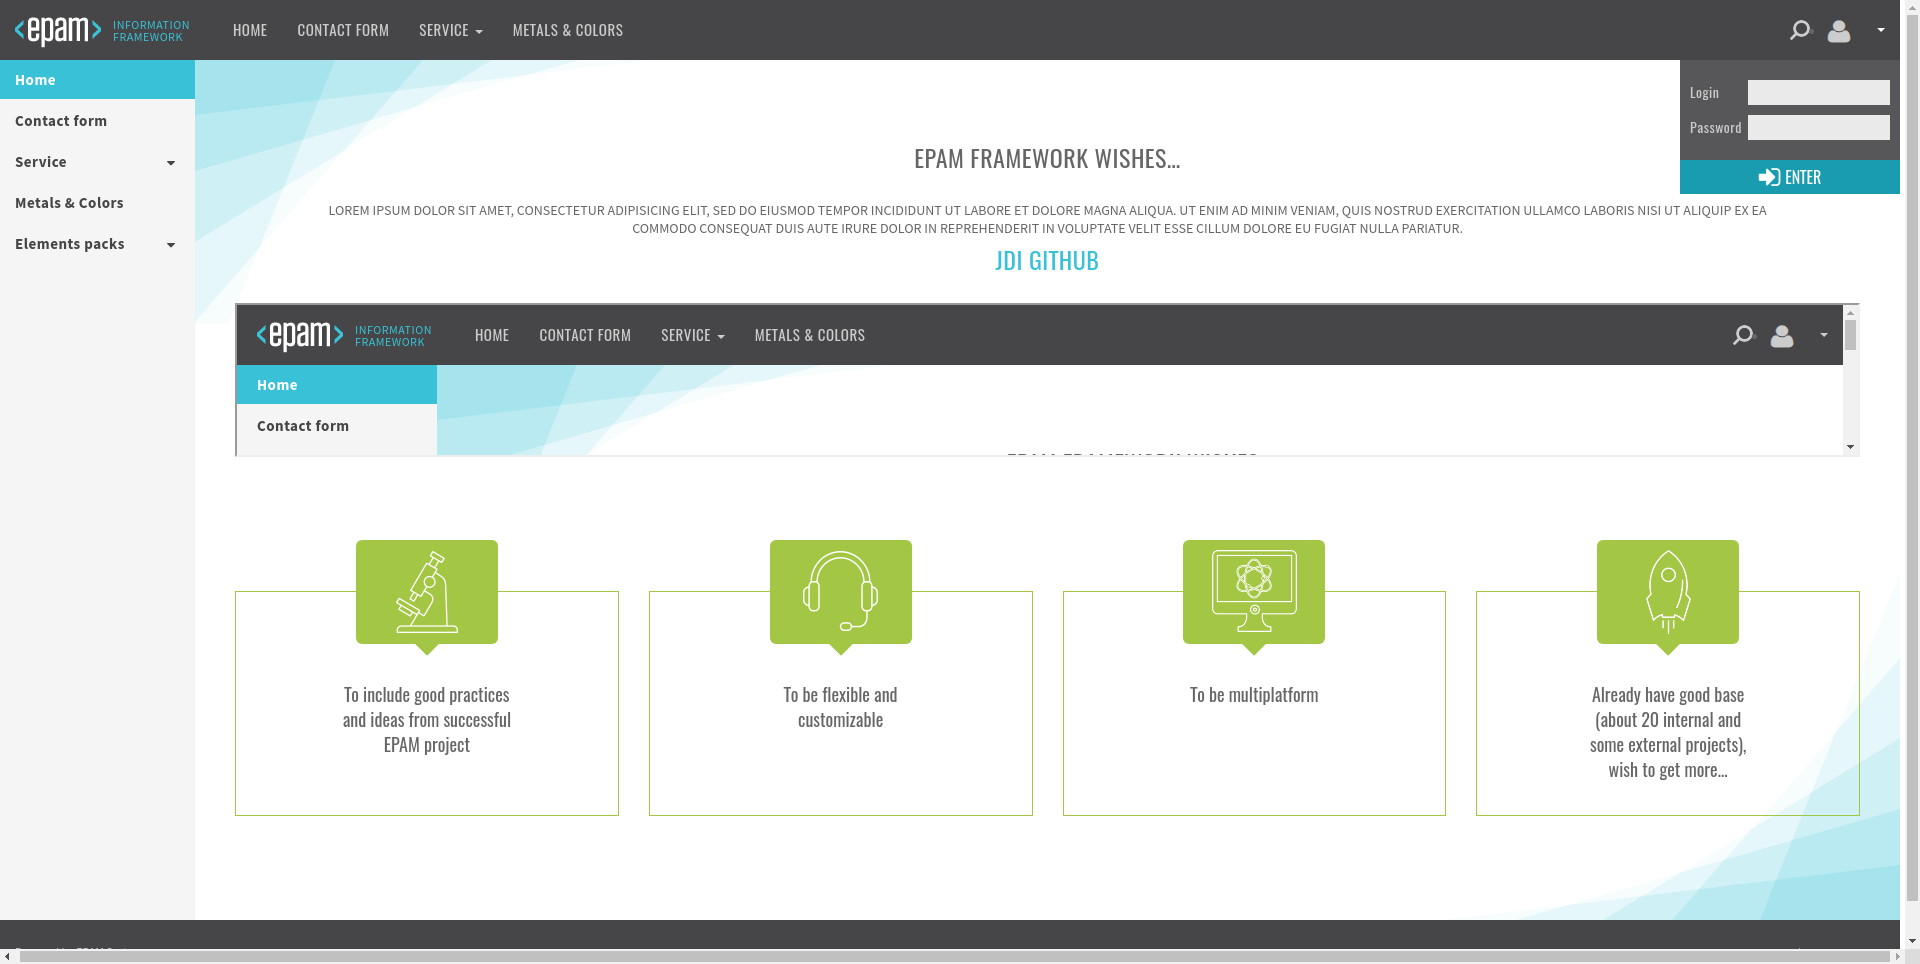 epam INFORMATION FRAMEWORK
HOME CONTACT FORM SERVICE METALS & COLORS
Home
Contact form
Service
Metals & Colors
Elements packs
Login
Password
ENTER
EPAM FRAMEWORK WISHES...
LOREM IPSUM DOLOR SIT AMET, CONSECTETUR ADIPISICING ELIT, SED DO EIUSMOD TEMPOR INCIDIDUNT UT LABORE ET DOLORE MAGNA ALIQUA. UT ENIM AD MINIM VENIAM, QUIS NOSTRUD EXERCITATION ULLAMCO LABORIS NISI UT ALIQUIP EX EA
COMMODO CONSEQUAT DUIS AUTE IRURE DOLOR IN REPREHENDERIT IN VOLUPTATE VELIT ESSE CILLUM DOLORE EU FUGIAT NULLA PARIATUR.
JDI GITHUB
epam INFORMATION FRAMEWORK
HOME CONTACT FORM SERVICE METALS & COLORS
Home
Contact form
To include good practices
and ideas from successful
EPAM project
To be flexible and
customizable
To be multiplatform
Already have good base
(about 20 internal and
some external projects),
wish to get more...